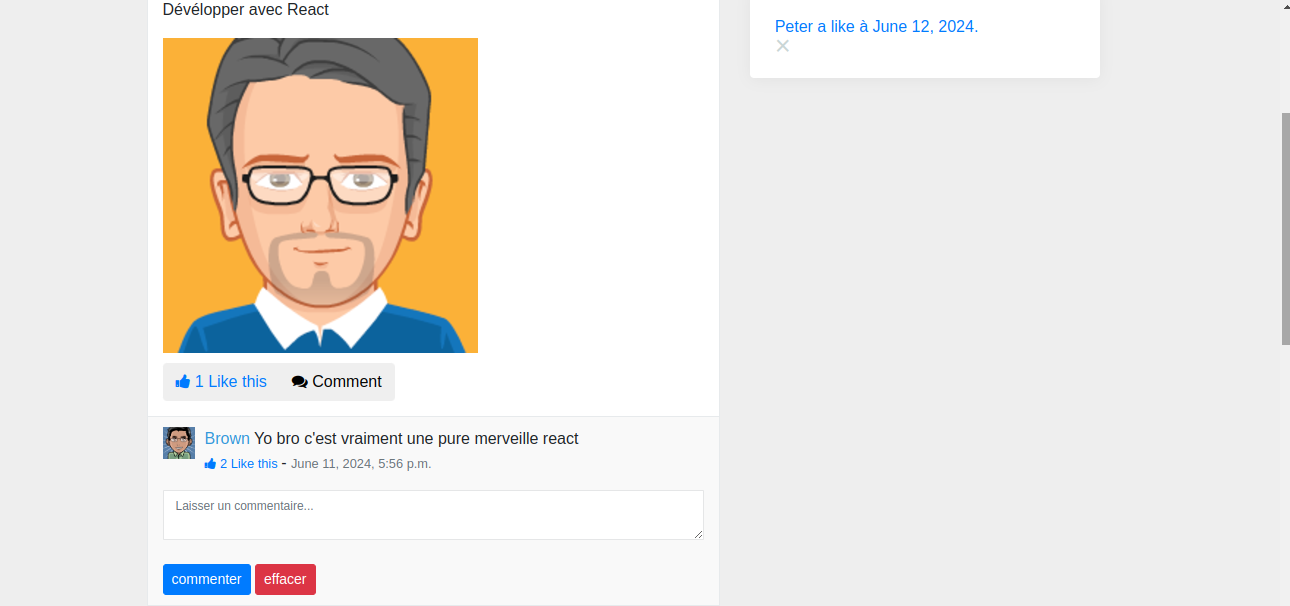 Dévélopper avec React
Peter a like à June 12, 2024.
1 Like this Comment
Brown Yo bro c'est vraiment une pure merveille react
2 Like this - June 11, 2024, 5:56 p.m.
Laisser un commentaire...
commenter effacer